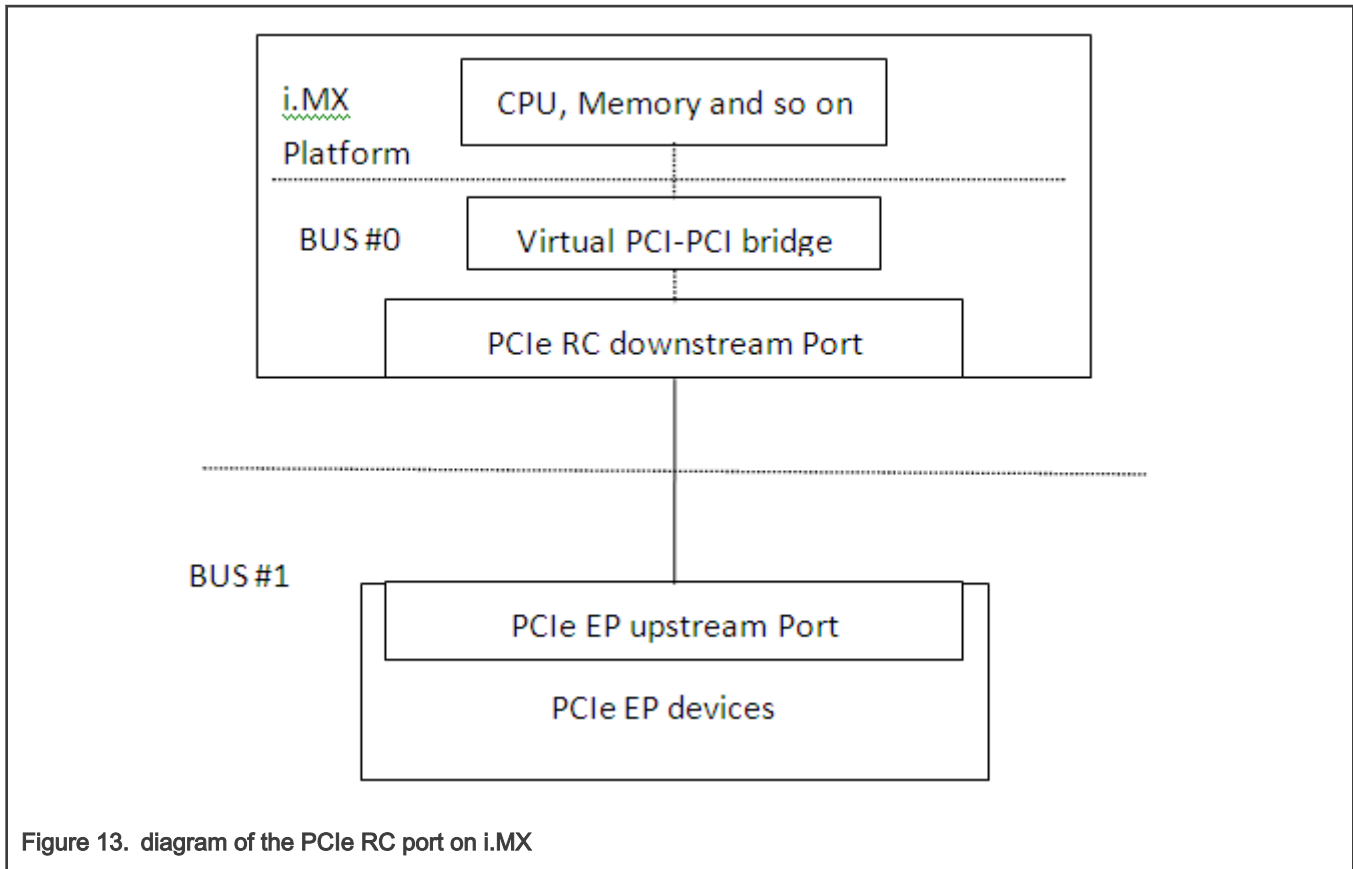 i.MX
Platform
CPU, Memory and so on
BUS #0
Virtual PCI-PCI bridge
PCIe RC downstream Port
BUS #1
PCIe EP upstream Port
PCIe EP devices
Figure 13. diagram of the PCIe RC port on i.MX